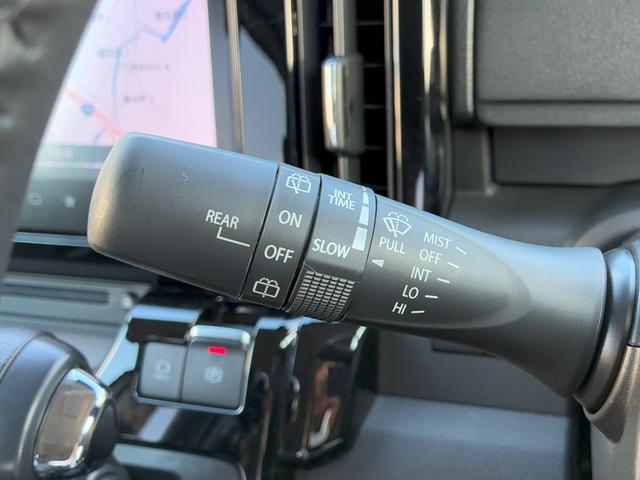 REAR
ON
OFF
INT
TIME
SLOW
PULL
MIST
OFF
INT
LO
HI